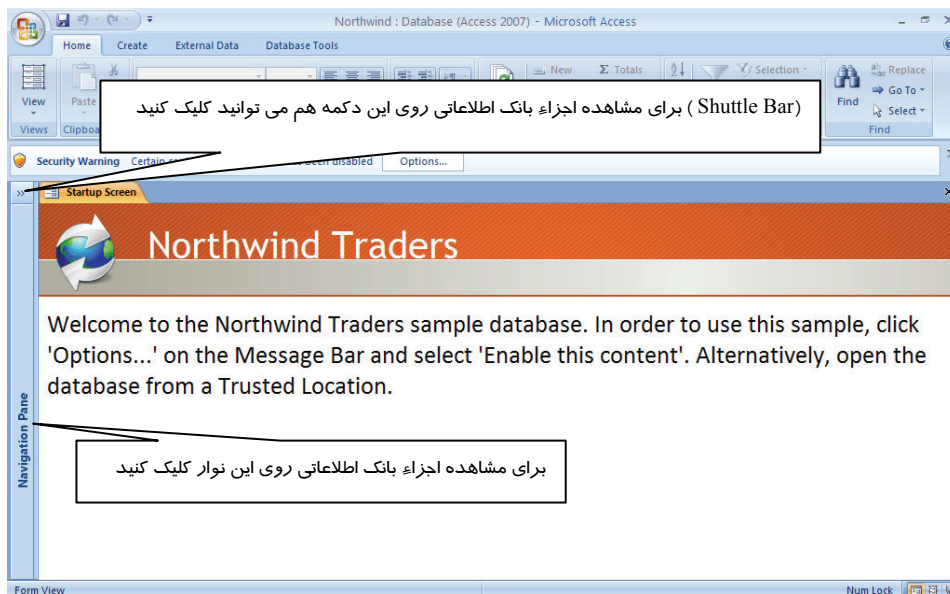 Northwind : Database (Access 2007) - Microsoft Access
Home Create External Data Database Tools
View
Paste
New
Σ Totals
Selection
Find
Replace
Go To
Select
Views
Find
(Shuttle Bar) برای مشاهده اجزاءِ بانک اطلاعاتی روی این دکمه هم می توانید کلیک کنید
Security Warning disabled Options...
Startup Screen
Northwind Traders
Welcome to the Northwind Traders sample database. In order to use this sample, click
'Options...' on the Message Bar and select 'Enable this content'. Alternatively, open the
database from a Trusted Location.
Navigation Pane
برای مشاهده اجزاءِ بانک اطلاعاتی روی این نوار کلیک کنید
Form View Num Lock